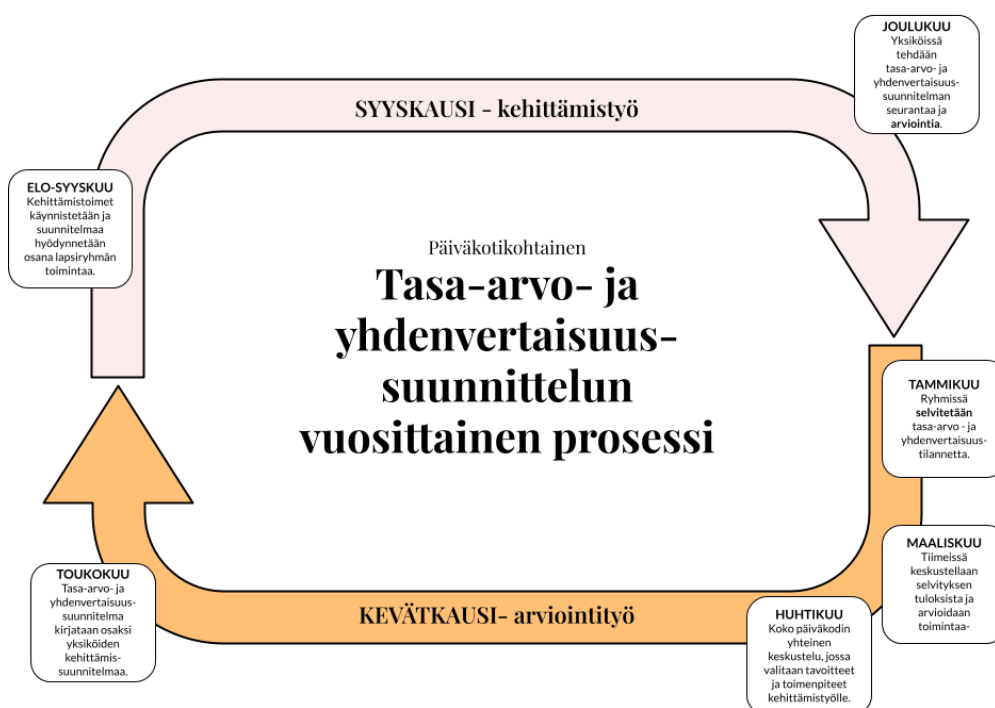 JOULUKUU
Yksiköissä
tehdään
tasa-arvo- ja
yhdenvertaisuus-
suunnitelman
seurantaa ja
arviointia.
SYYSKAUSI - kehittämistyö
ELO-SYYSKUU
Kehittämistoimet
käynnistetään ja
suunnitelmaa
hyödynnetään
osana lapsiryhmän
toimintaa.
Päiväkotikohtainen
Tasa-arvo- ja
yhdenvertaisuus-
suunnittelun
vuosittainen prosessi
TAMMIKUU
Ryhmissä
selvitetään
tasa-arvo - ja
yhdenvertaisuus-
tilannetta.
MAALISKUU
Tiimeissä
keskustellaan
selvityksen
tuloksista ja
arvioidaan
toimintaa-
HUHTIKUU
Koko päiväkodin
yhteinen
keskustelu, jossa
valitaan tavoitteet
ja toimenpiteet
kehittämistyölle.
KEVÄTKAUSI- arviointityö
TOUKOKUU
Tasa-arvo- ja
yhdenvertaisuus-
suunnitelma
kirjataan osaksi
yksiköiden
kehittämis-
suunnitelmaa.